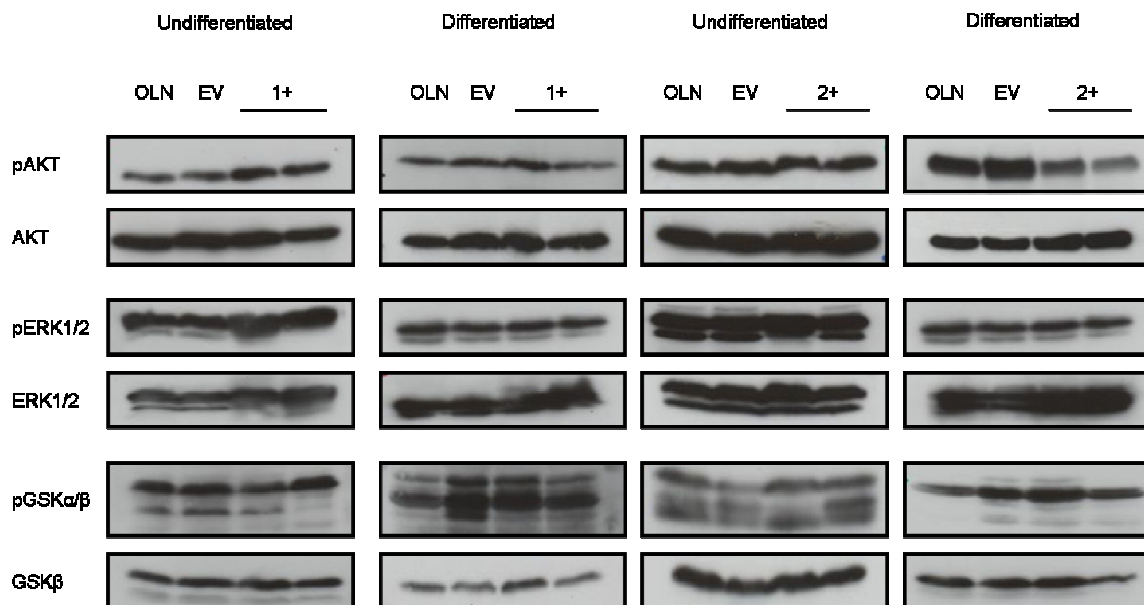 Undifferentiated Differentiated Undifferentiated Differentiated
OLN EV 1+ OLN EV 1+ OLN EV 2+ OLN EV 2+
pAKT
AKT
pERK1/2
ERK1/2
pGSKα/β
GSKβ